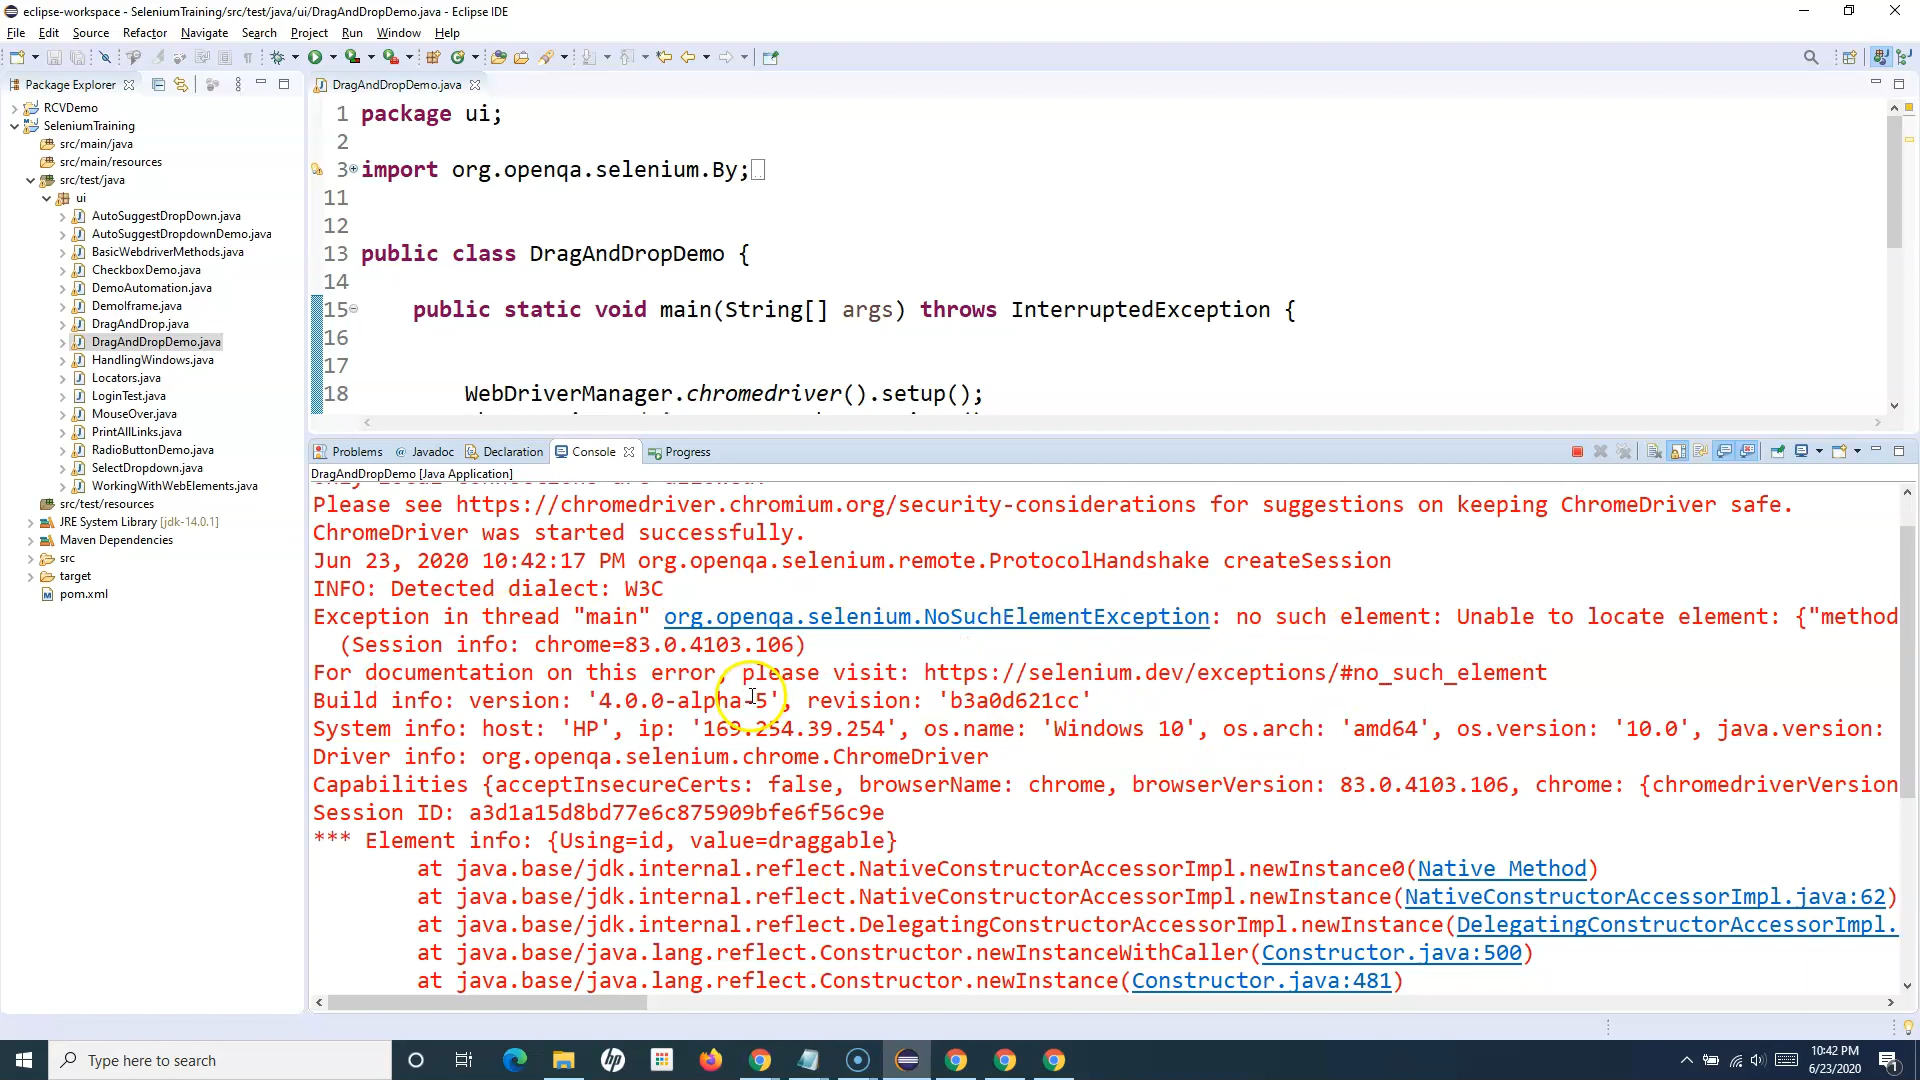 eclipse-workspace - SeleniumTraining/src/test/java/ui/DragAndDropDemo.java - Eclipse IDE
File Edit Source Refactor Navigate Search Project Run Window Help
Package Explorer
RCVDemo
SeleniumTraining
src/main/java
src/main/resources
src/test/java
ui
AutoSuggestDropDown.java
AutoSuggestDropdownDemo.java
BasicWebdriverMethods.java
CheckboxDemo.java
DemoAutomation.java
DemoIframe.java
DragAndDrop.java
DragAndDropDemo.java
HandlingWindows.java
Locators.java
LoginTest.java
MouseOver.java
PrintAllLinks.java
RadioButtonDemo.java
SelectDropdown.java
WorkingWithWebElements.java
src/test/resources
JRE System Library [jdk-14.0.1]
Maven Dependencies
src
target
pom.xml
DragAndDropDemo.java
1 package ui;
2
3 import org.openqa.selenium.By;
11
12
13 public class DragAndDropDemo {
14
15 public static void main(String[] args) throws InterruptedException {
16
17
18 WebDriverManager.chromedriver().setup();
Problems @ Javadoc Declaration Console Progress
DragAndDropDemo [Java Application]
Only local connections are allowed.
Please see https://chromedriver.chromium.org/security-considerations for suggestions on keeping ChromeDriver safe.
ChromeDriver was started successfully.
Jun 23, 2020 10:42:17 PM org.openqa.selenium.remote.ProtocolHandshake createSession
INFO: Detected dialect: W3C
Exception in thread "main" org.openqa.selenium.NoSuchElementException: no such element: Unable to locate element: {"method
(Session info: chrome=83.0.4103.106)
For documentation on this error, please visit: https://selenium.dev/exceptions/#no_such_element
Build info: version: '4.0.0-alpha-5', revision: 'b3a0d621cc'
System info: host: 'HP', ip: '169.254.39.254', os.name: 'Windows 10', os.arch: 'amd64', os.version: '10.0', java.version:
Driver info: org.openqa.selenium.chrome.ChromeDriver
Capabilities {acceptInsecureCerts: false, browserName: chrome, browserVersion: 83.0.4103.106, chrome: {chromedriverVersion
Session ID: a3d1a15d8bd77e6c875909bfe6f56c9e
*** Element info: {Using=id, value=draggable}
at java.base/jdk.internal.reflect.NativeConstructorAccessorImpl.newInstance0(Native Method)
at java.base/jdk.internal.reflect.NativeConstructorAccessorImpl.newInstance(NativeConstructorAccessorImpl.java:62)
at java.base/jdk.internal.reflect.DelegatingConstructorAccessorImpl.newInstance(DelegatingConstructorAccessorImpl.
at java.base/java.lang.reflect.Constructor.newInstanceWithCaller(Constructor.java:500)
at java.base/java.lang.reflect.Constructor.newInstance(Constructor.java:481)
Type here to search
10:42 PM
6/23/2020